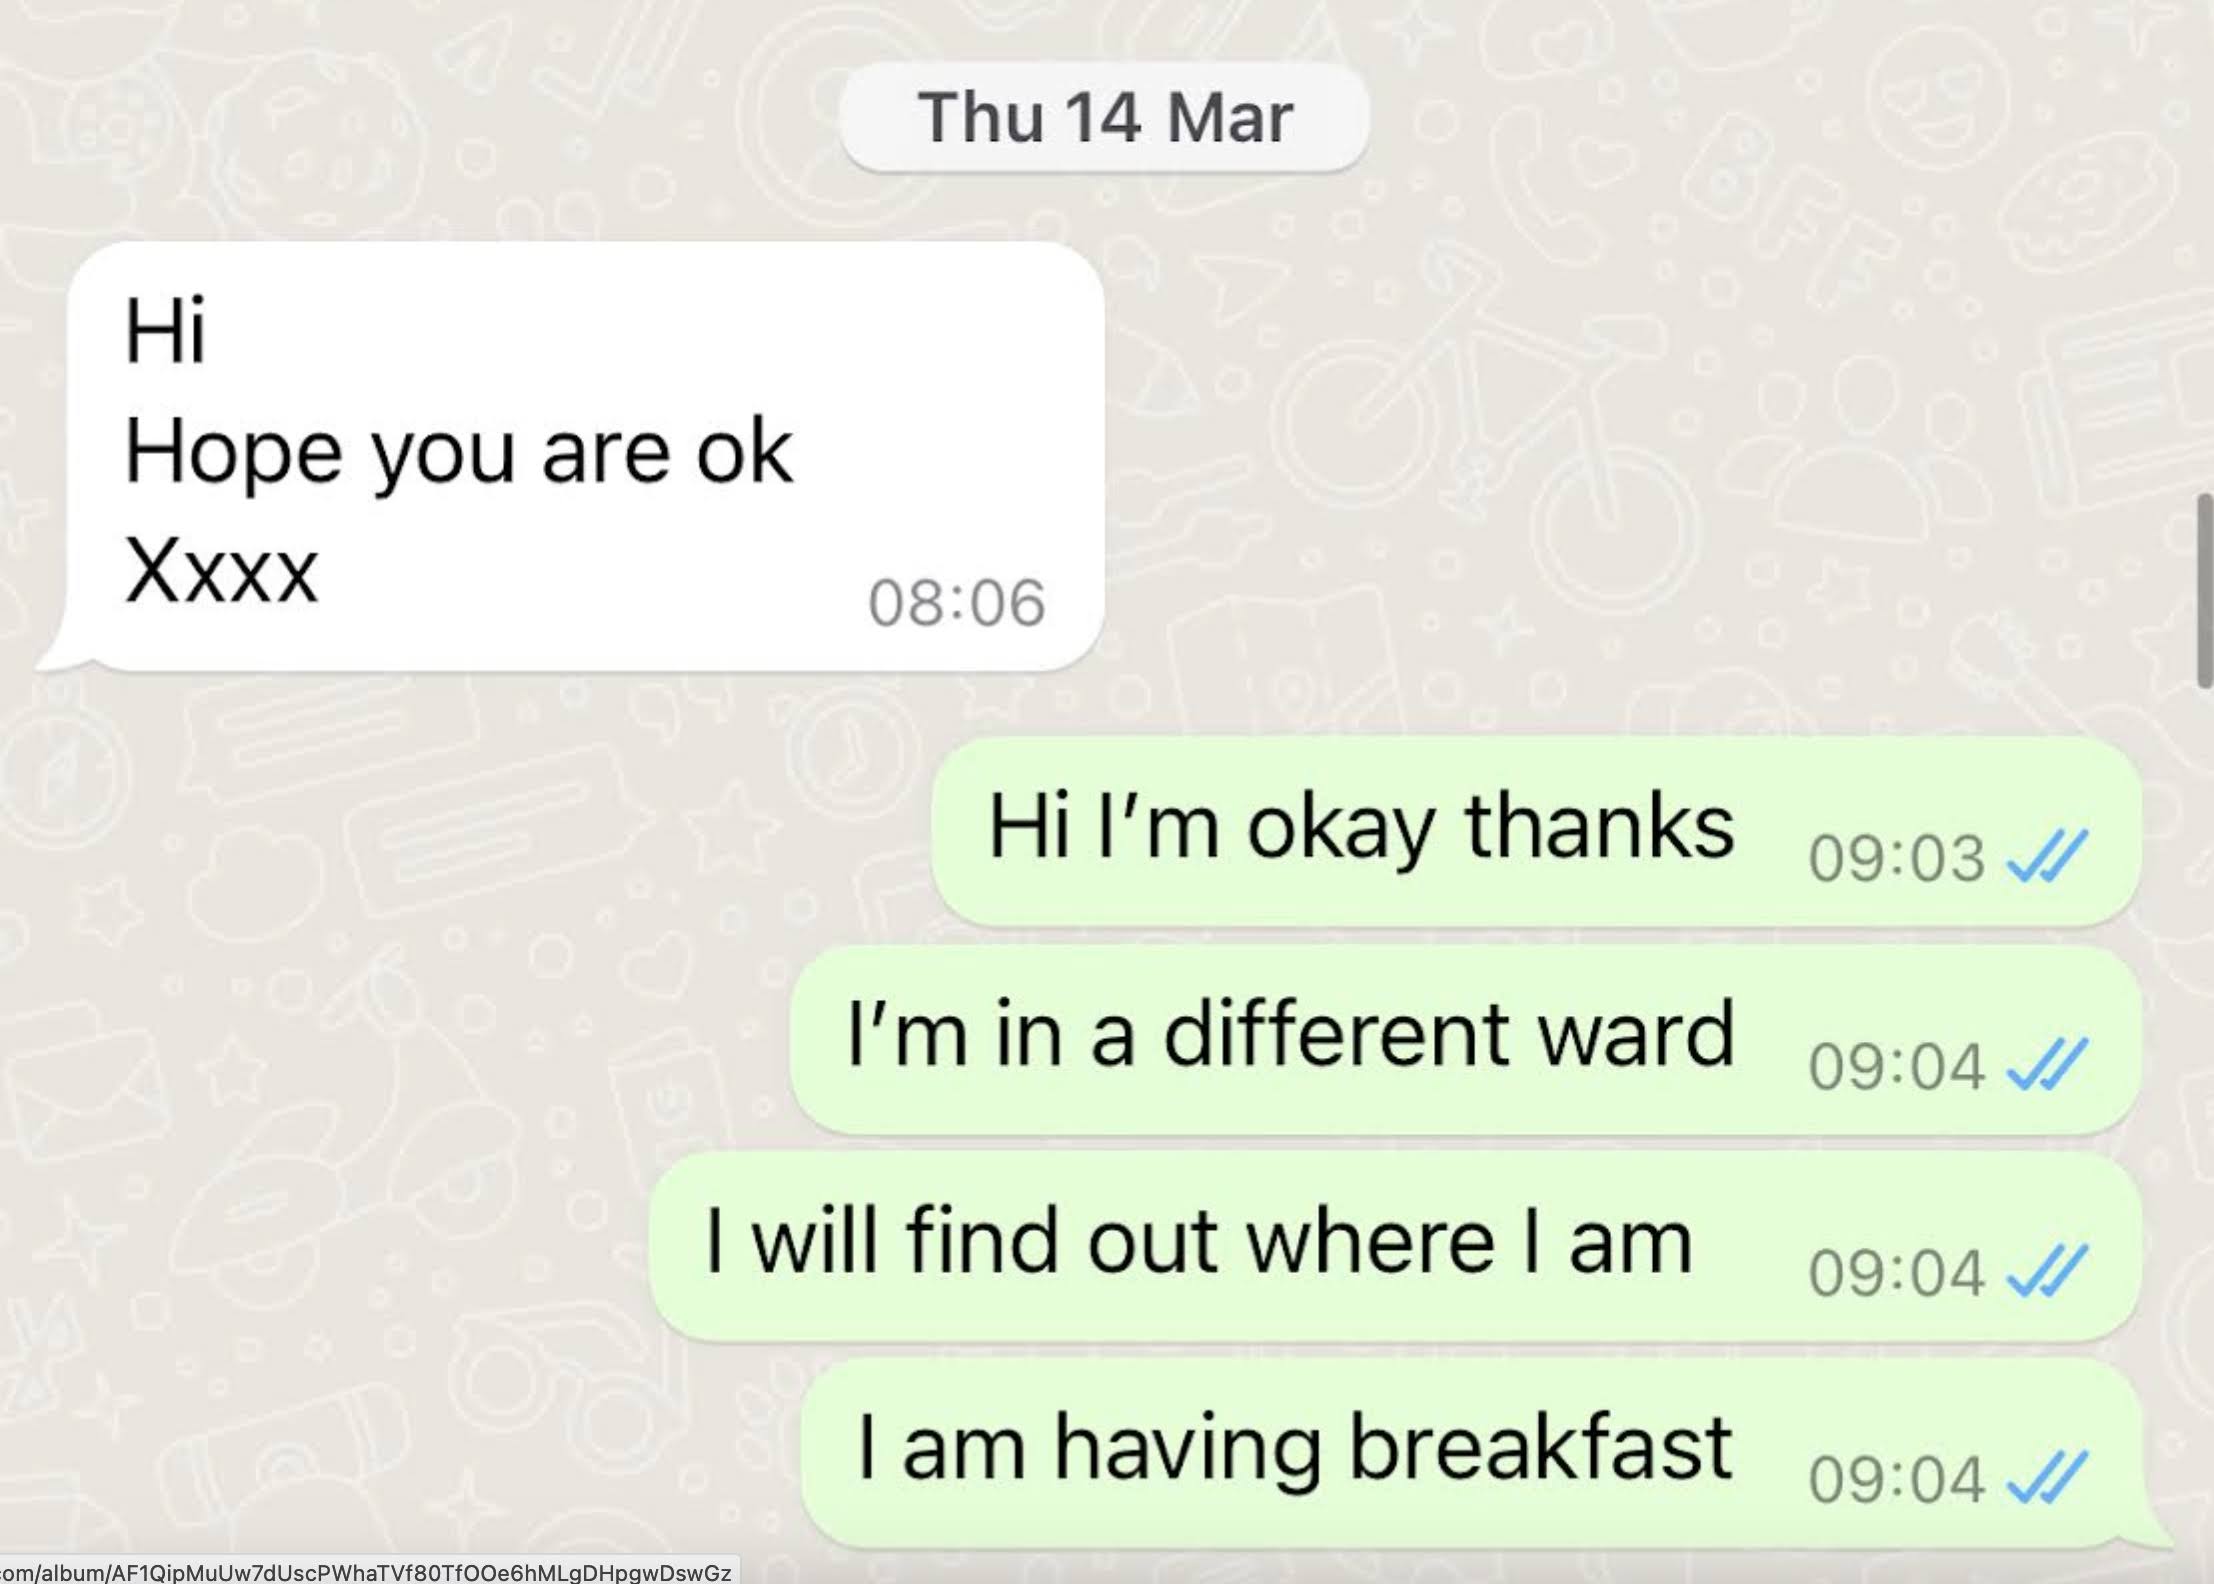 Thu 14 Mar
Hi
Hope you are ok
Xxxx
08:06
Hi I’m okay thanks 09:03
I’m in a different ward 09:04
I will find out where I am 09:04
I am having breakfast 09:04
com/album/AF1QipMuUw7dUscPWhaTVf80TfOOe6hMLgDHpgwDswGz